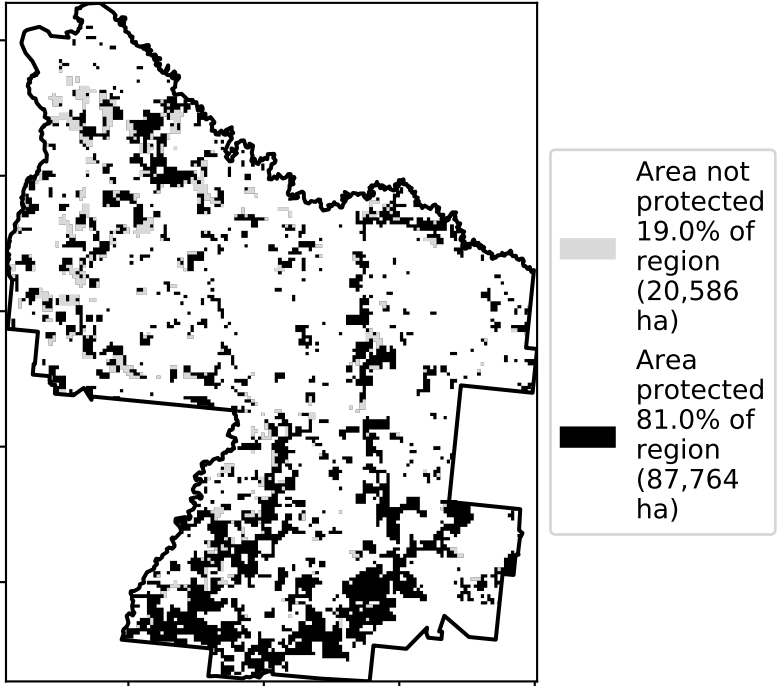 Area not
protected
19.0% of
region
(20,586
ha)
Area
protected
81.0% of
region
(87,764
ha)